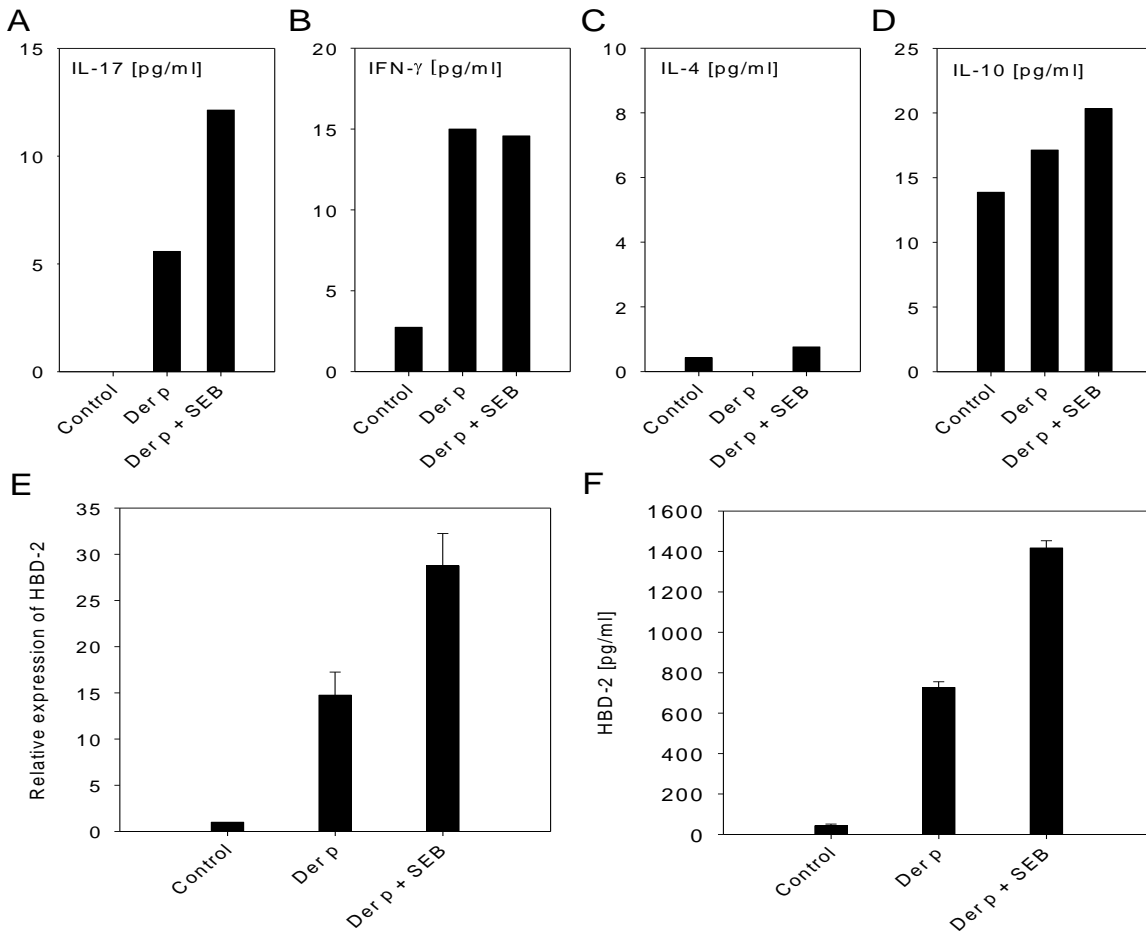 A
B
C
D
IL-17 [pg/ml]
15
10
5
0
Control
Der p
Der p + SEB
IFN-γ [pg/ml]
20
15
10
5
0
Control
Der p
Der p + SEB
IL-4 [pg/ml]
10
8
6
4
2
0
Control
Der p
Der p + SEB
IL-10 [pg/ml]
25
20
15
10
5
0
Control
Der p
Der p + SEB
E
Relative expression of HBD-2
35
30
25
20
15
10
5
0
Control
Der p
Der p + SEB
F
HBD-2 [pg/ml]
1600
1400
1200
1000
800
600
400
200
0
Control
Der p
Der p + SEB